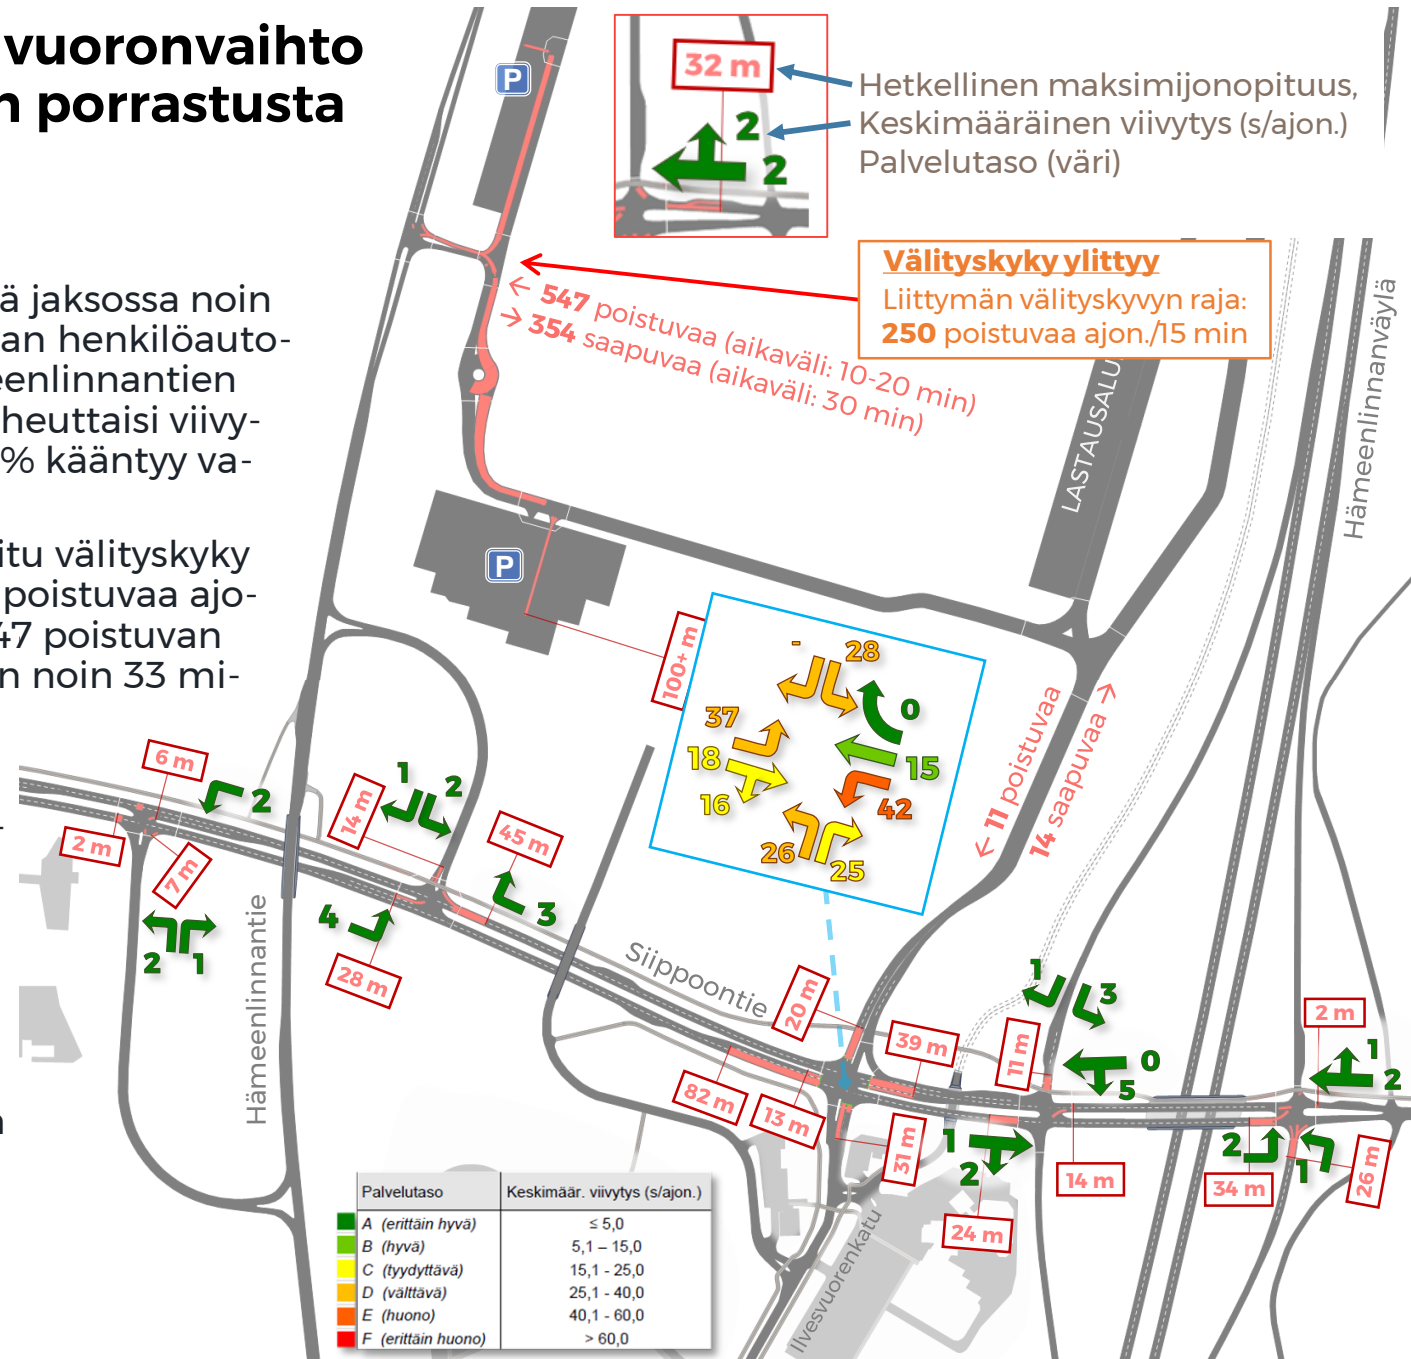 vuoronvaihto
n porrastusta
ä jaksossa noin
an henkilöauto-
eenlinnantien
heuttaisi viivy-
% kääntyy va-
itu välityskyky
poistuvaa ajo-
47 poistuvan
n noin 33 mi-
P
32 m
2
2
Hetkellinen maksimijonopituus,
Keskimääräinen viivytys (s/ajon.)
Palvelutaso (väri)
Välityskyky ylittyy
Liittymän välityskyvyn raja:
250 poistuvaa ajon./15 min
← 547 poistuvaa (aikaväli: 10-20 min)
→ 354 saapuvaa (aikaväli: 30 min)
LASTAUSALU
Hämeenlinnanväylä
P
100+ m
-
28
0
37
18
15
16
42
26
25
← 11 poistuvaa
14 saapuvaa →
6 m
2
2 m
7 m
2
1
Hämeenlinnantie
14 m
1
2
45 m
3
4
28 m
Siippoontie
20 m
39 m
82 m
13 m
31 m
1
3
11 m
0
5
1
2
14 m
24 m
2 m
1
2
2
1
34 m
26 m
Ilvesvuorenkatu
Palvelutaso Keskimäär. viivytys (s/ajon.)
A (erittäin hyvä) ≤ 5,0
B (hyvä) 5,1 – 15,0
C (tyydyttävä) 15,1 - 25,0
D (välttävä) 25,1 - 40,0
E (huono) 40,1 - 60,0
F (erittäin huono) > 60,0